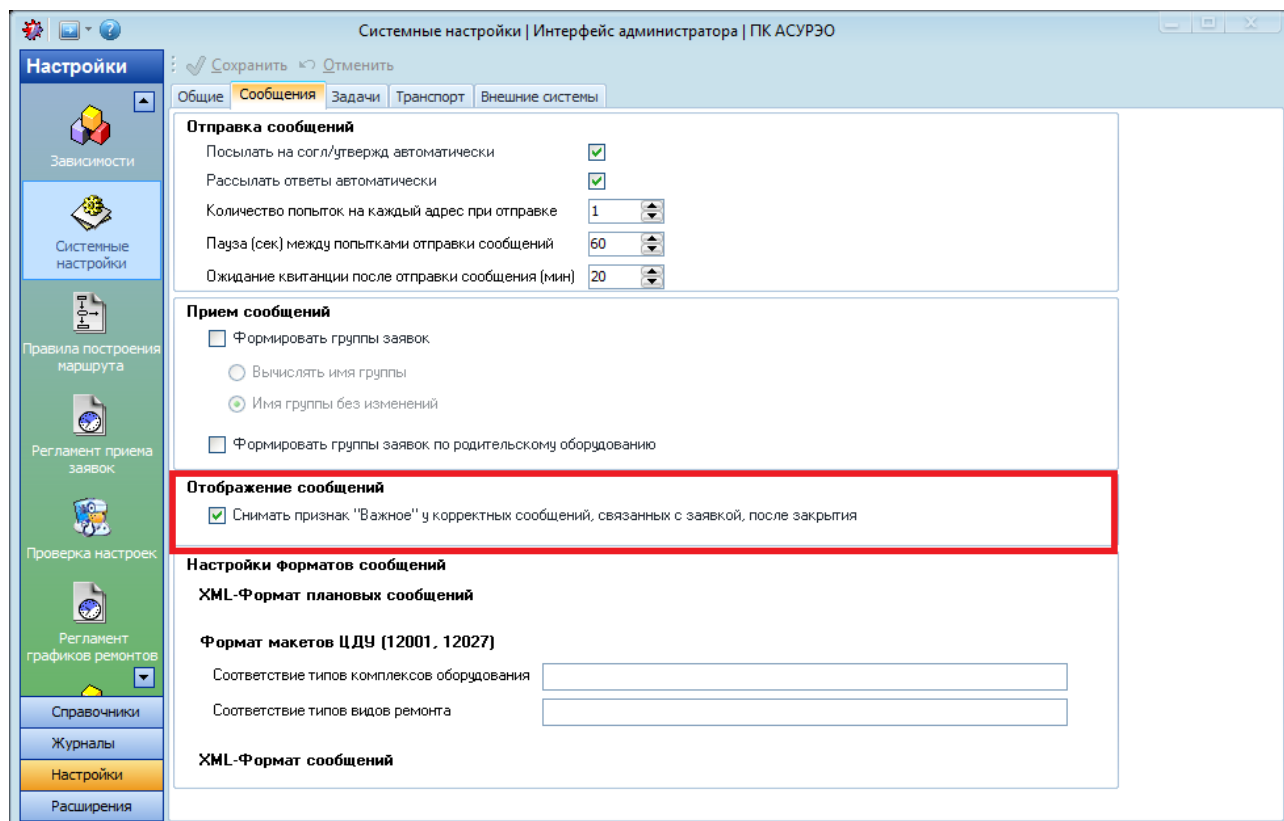 Системные настройки | Интерфейс администратора | ПК АСУРЭО
Настройки
Сохранить Отменить
Общие Сообщения Задачи Транспорт Внешние системы
Зависимости
Системные
настройки
Правила построения
маршрута
Регламент приема
заявок
Проверка настроек
Регламент
графиков ремонтов
Справочники
Журналы
Настройки
Расширения
Отправка сообщений
Посылать на согл/утвержд автоматически
Рассылать ответы автоматически
Количество попыток на каждый адрес при отправке 1
Пауза (сек) между попытками отправки сообщений 60
Ожидание квитанции после отправки сообщения (мин) 20
Прием сообщений
Формировать группы заявок
Вычислять имя группы
Имя группы без изменений
Формировать группы заявок по родительскому оборудованию
Отображение сообщений
Снимать признак "Важное" у корректных сообщений, связанных с заявкой, после закрытия
Настройки форматов сообщений
XML-Формат плановых сообщений
Формат макетов ЦДУ (12001, 12027)
Соответствие типов комплексов оборудования
Соответствие типов видов ремонта
XML-Формат сообщений